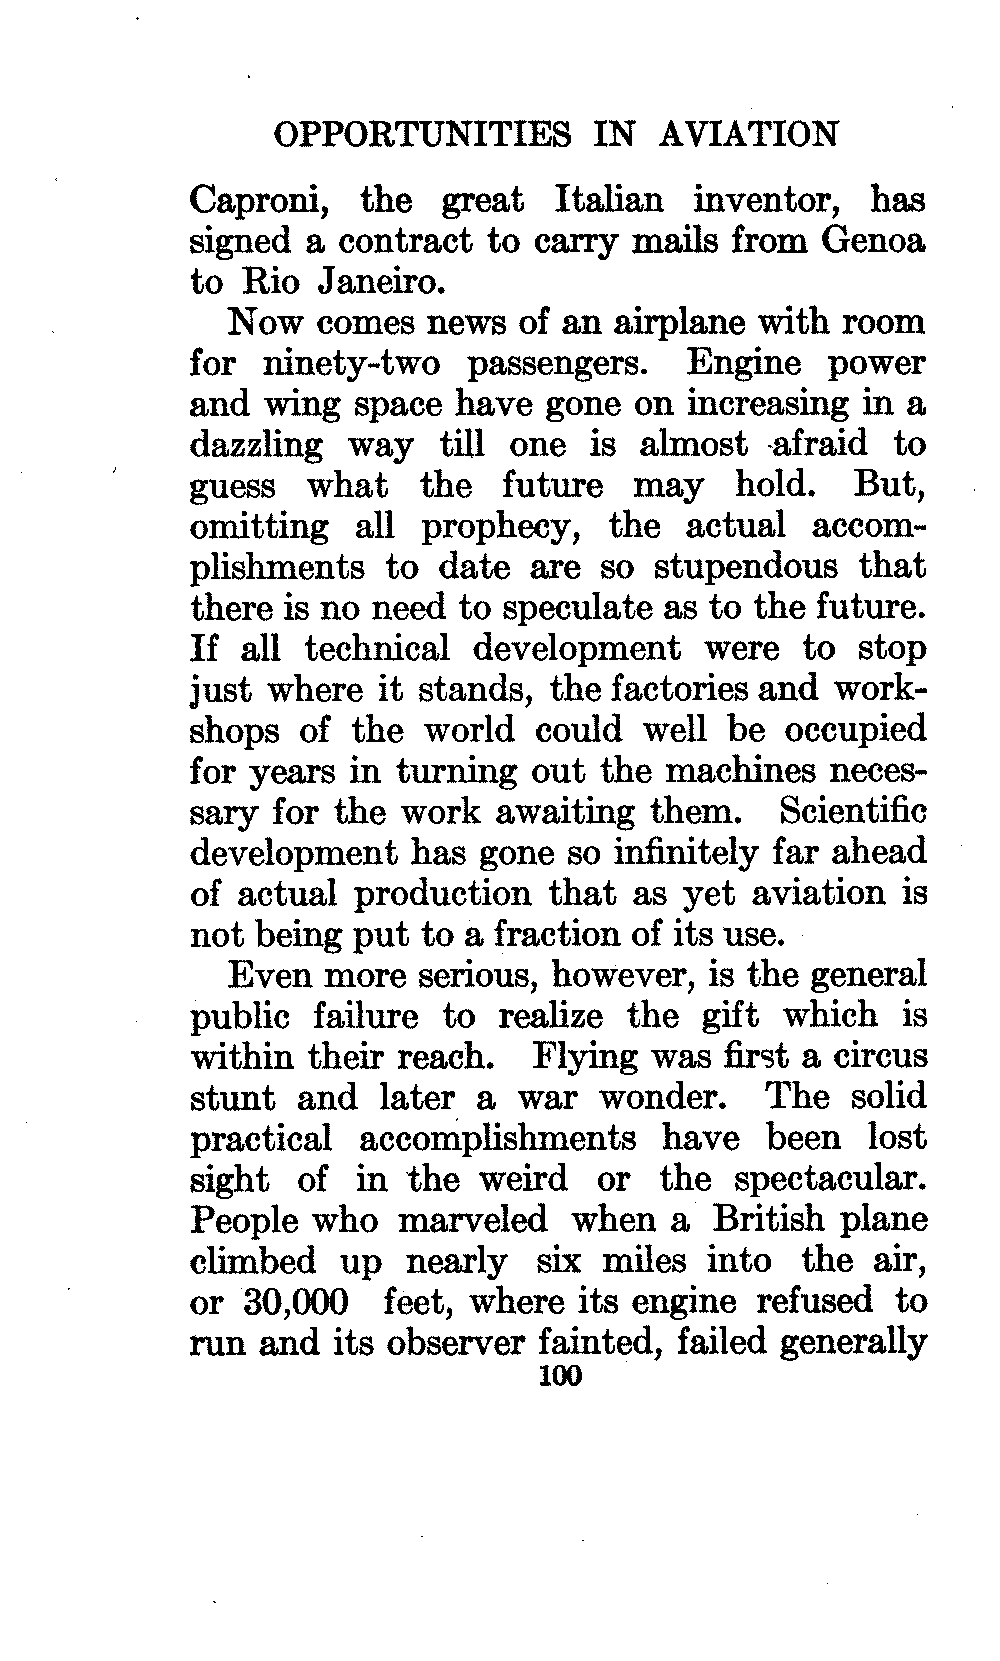 OPPORTUNITIES IN AVIATION
Caproni, the great Italian inventor, has
signed a contract to carry mails from Genoa
to Rio Janeiro.
Now comes news of an airplane with room
for ninety-two passengers. Engine power
and wing space have gone on increasing in a
dazzling way till one is almost afraid to
guess what the future may hold. But,
omitting all prophecy, the actual accom-
plishments to date are so stupendous that
there is no need to speculate as to the future.
If all technical development were to stop
just where it stands, the factories and work-
shops of the world could well be occupied
for years in turning out the machines neces-
sary for the work awaiting them. Scientific
development has gone so infinitely far ahead
of actual production that as yet aviation is
not being put to a fraction of its use.
Even more serious, however, is the general
public failure to realize the gift which is
within their reach. Flying was first a circus
stunt and later a war wonder. The solid
practical accomplishments have been lost
sight of in the weird or the spectacular.
People who marveled when a British plane
climbed up nearly six miles into the air,
or 30,000 feet, where its engine refused to
run and its observer fainted, failed generally
100